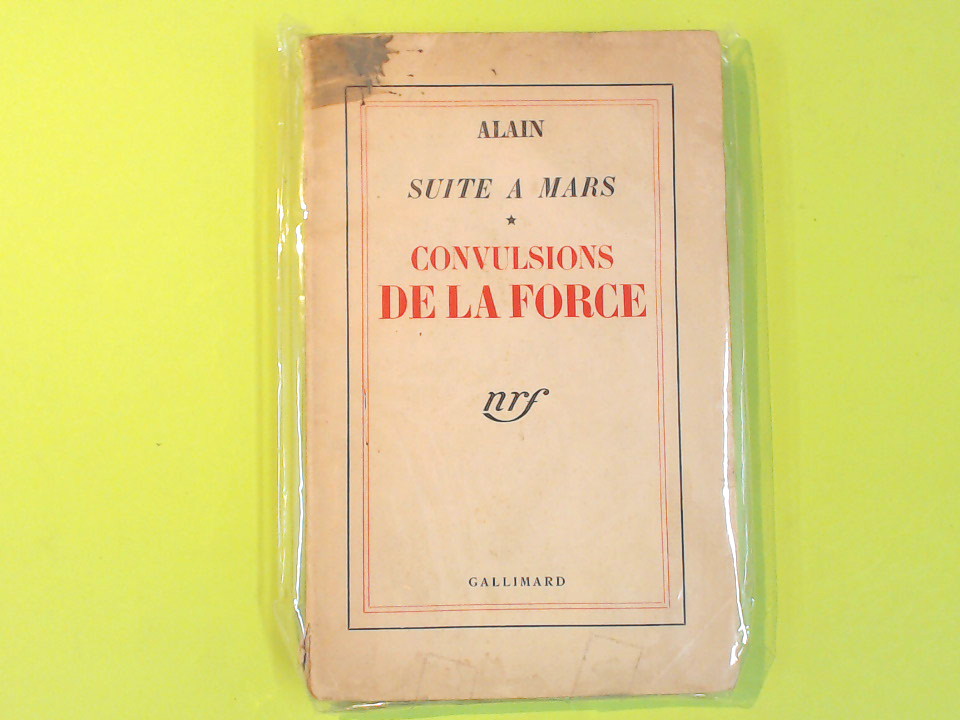 ALAIN
SUITE A MARS
★
CONVULSIONS
DE LA FORCE
nrf
GALLIMARD